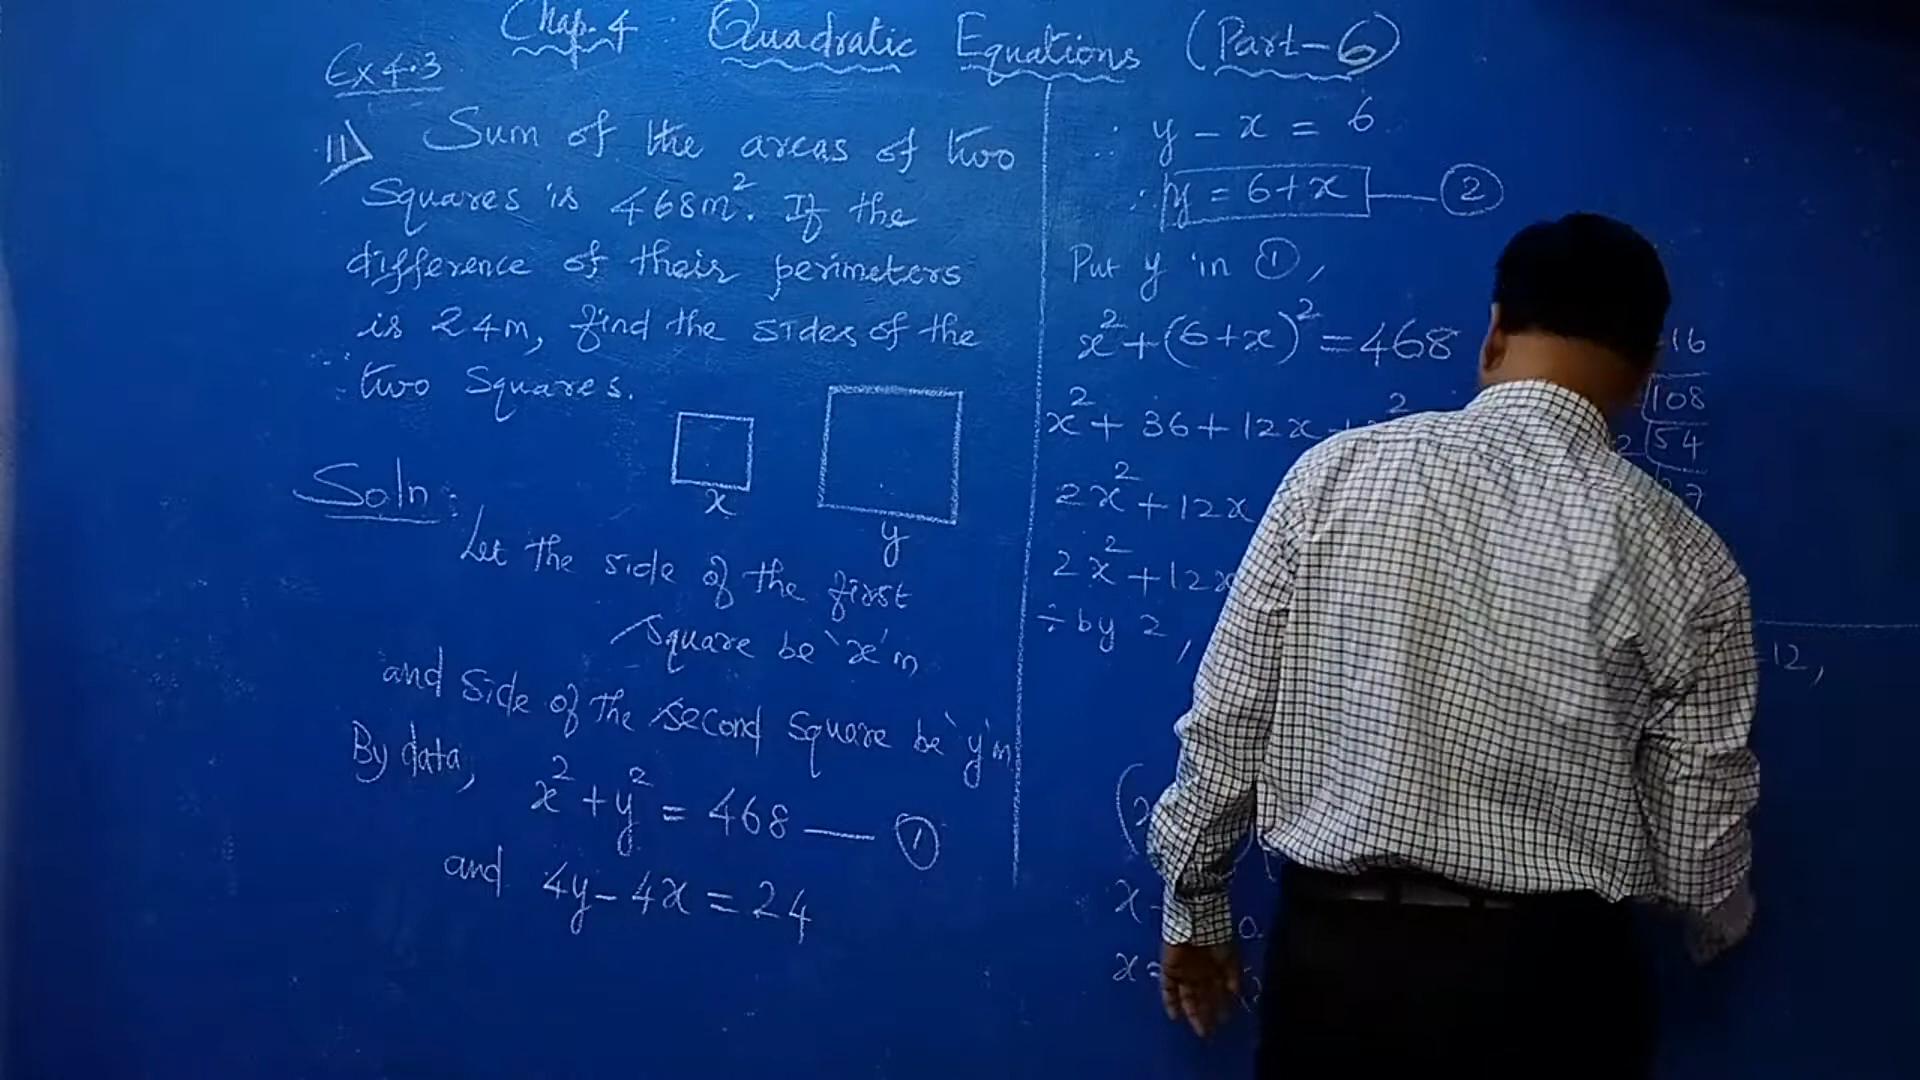 Chap.4 Quadratic Equations (Part-6)
Ex 4.3
11) Sum of the areas of two
squares is 468m². If the
difference of their perimeters
is 24m, find the sides of the
two squares.
x
y
Soln:
Let the side of the first
square be 'x'm
and side of the second square be 'y'm
By data,
x² + y² = 468 — ①
and 4y - 4x = 24
∴ y - x = 6
∴ y = 6+x — ②
Put y in ①,
x² + (6+x)² = 468
x² + 36 + 12x +
2x² + 12x
2x² + 12x
÷ by 2,
x
x =
16
108
2 54
7
12,